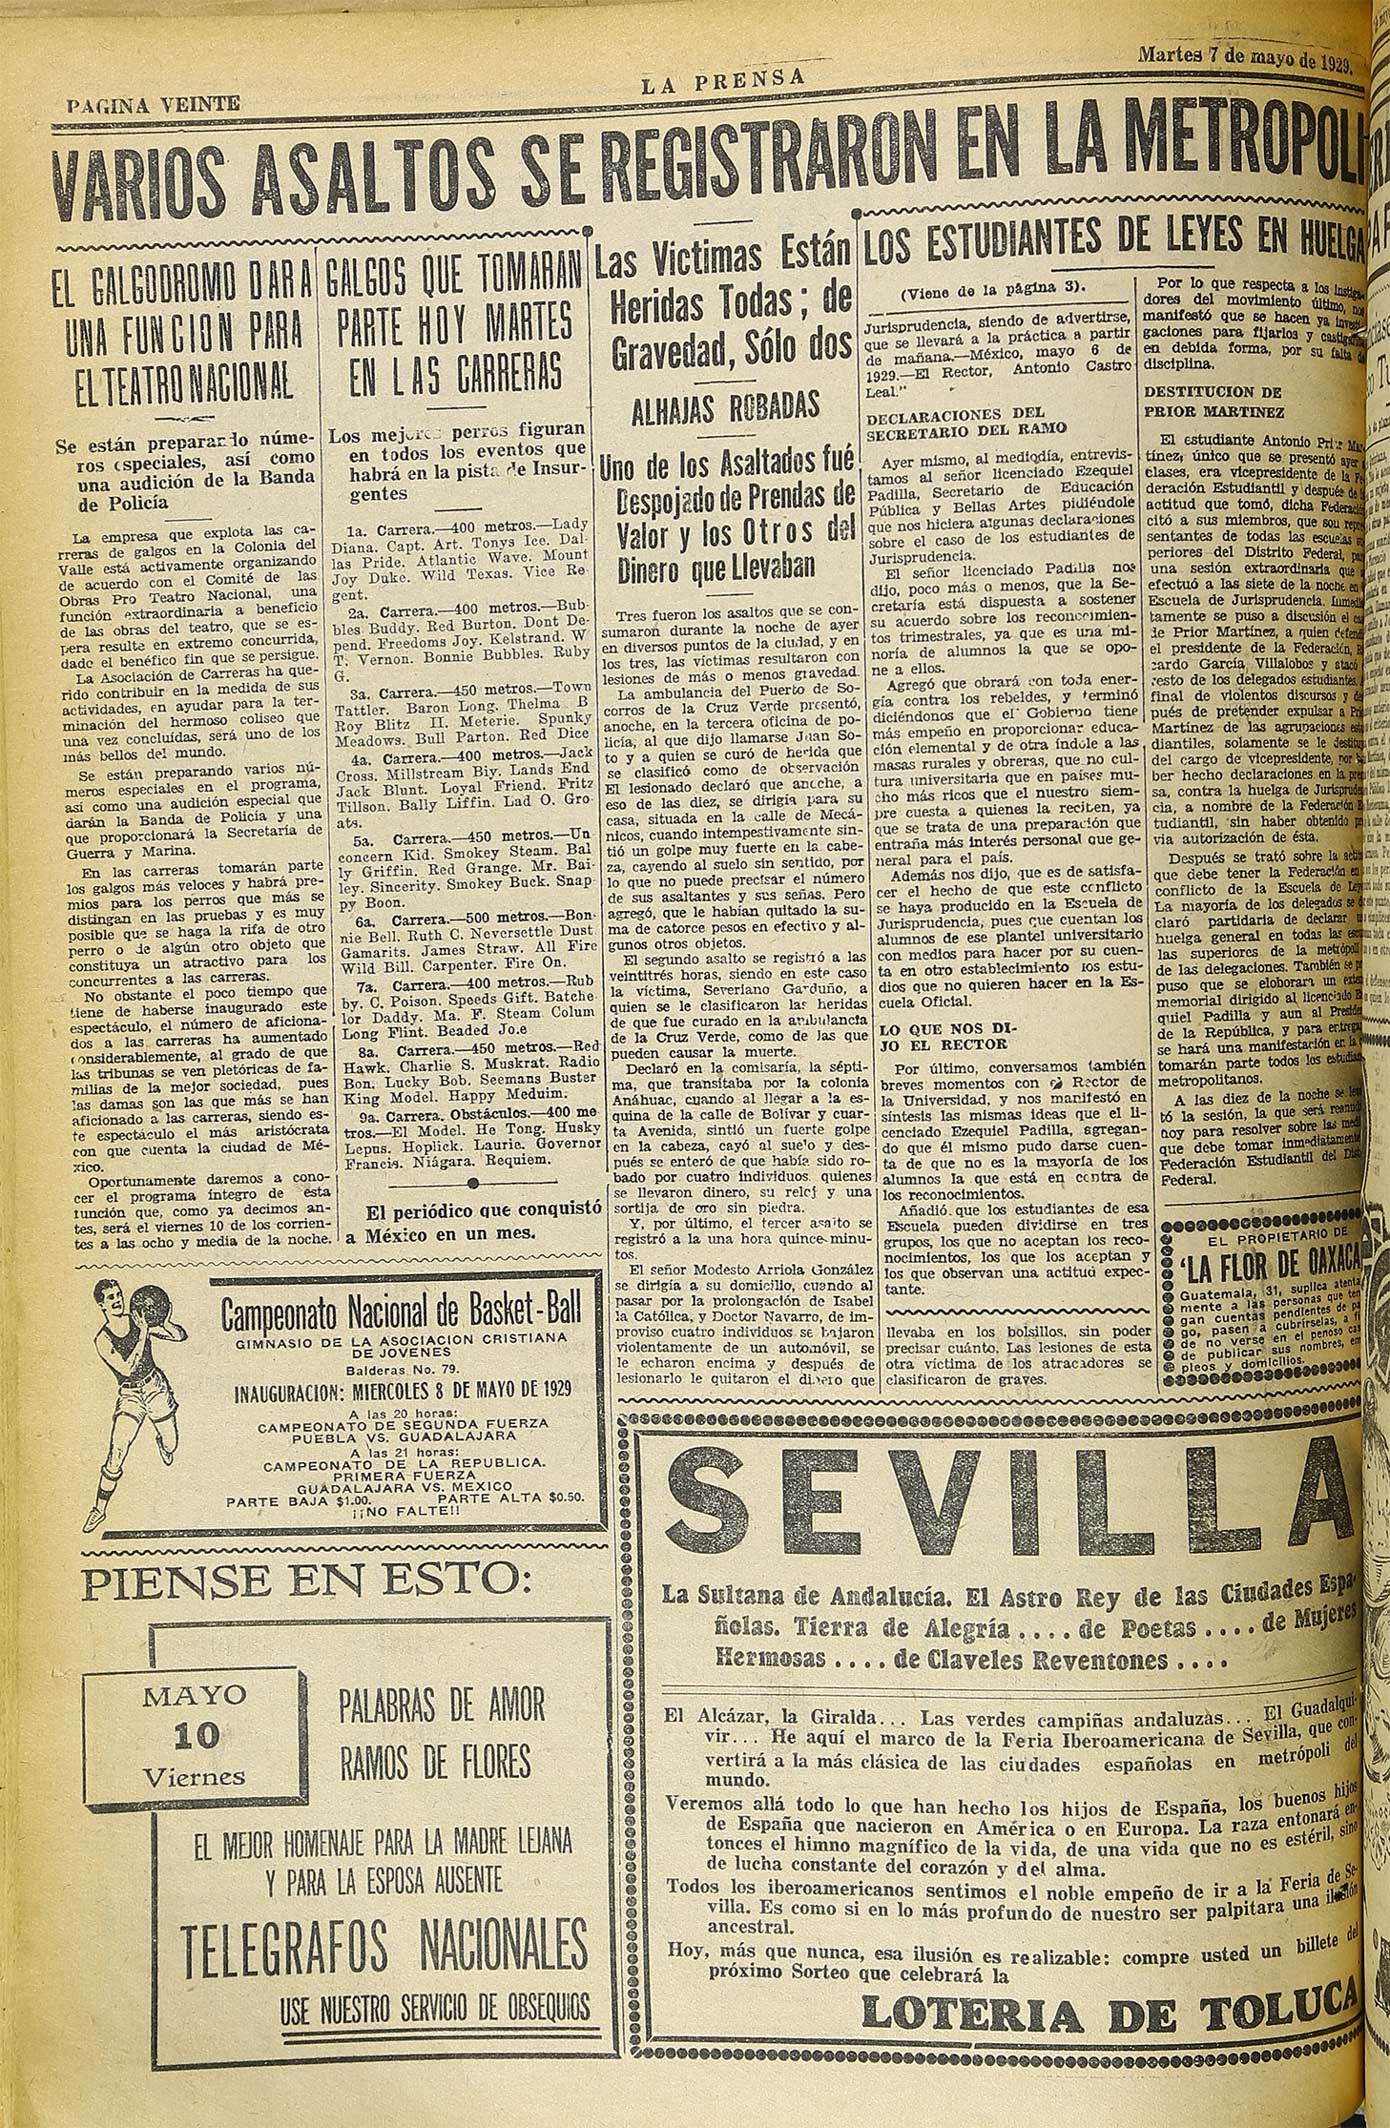 PAGINA VEINTE
LA PRENSA
Martes 7 de mayo de 1929.
VARIOS ASALTOS SE REGISTRARON EN LA METROPOLI
EL GALGODROMO DARA
UNA FUNCION PARA
EL TEATRO NACIONAL
Se están preparando núme-
ros especiales, así como
una audición de la Banda
de Policía
La empresa que explota las ca-
rreras de galgos en la Colonia del
Valle está activamente organizando
de acuerdo con el Comité de las
Obras Pro Teatro Nacional, una
función extraordinaria a beneficio
de las obras del teatro, que se es-
pera resulte en extremo concurrida,
dado el benéfico fin que se persigue.
La Asociación de Carreras ha que-
rido contribuir en la medida de sus
actividades, en ayudar para la ter-
minación del hermoso coliseo que
una vez concluídas, será uno de los
más bellos del mundo.
Se están preparando varios nú-
meros especiales en el programa,
así como una audición especial que
darán la Banda de Policía y una
que proporcionará la Secretaría de
Guerra y Marina.
En las carreras tomarán parte
los galgos más veloces y habrá pre-
mios para los perros que más se
distingan en las pruebas y es muy
posible que se haga la rifa de otro
perro o de algún otro objeto que
constituya un atractivo para los
concurrentes a las carreras.
No obstante el poco tiempo que
tiene de haberse inaugurado este
espectáculo, el número de aficiona-
dos a las carreras ha aumentado
considerablemente, al grado de que
las tribunas se ven pletóricas de fa-
milias de la mejor sociedad, pues
las damas son las que más se han
aficionado a las carreras, siendo es-
te espectáculo el más aristócrata
con que cuenta la ciudad de Mé-
xico.
Oportunamente daremos a cono-
cer el programa íntegro de esta
función que, como ya decimos an-
tes, será el viernes 10 de los corrien-
tes a las ocho y media de la noche.
GALGOS QUE TOMARAN
PARTE HOY MARTES
EN LAS CARRERAS
Los mejores perros figuran
en todos los eventos que
habrá en la pista de Insur-
gentes
1a. Carrera.—400 metros.—Lady
Diana. Capt. Art. Tonys Ice. Dal-
las Pride. Atlantic Wave. Mount
Joy Duke. Wild Texas. Vice Re-
gent.
2a. Carrera.—400 metros.—Bub-
bles Buddy. Red Burton. Dont De-
pend. Freedoms Joy. Kelstrand. W
T. Vernon. Bonnie Bubbles. Ruby
G.
3a. Carrera.—450 metros.—Town
Tattler. Baron Long. Thelma B
Roy Blitz II. Meterie. Spunky
Meadows. Bull Parton. Red Dice
4a. Carrera.—400 metros.—Jack
Cross. Millstream Biy. Lands End
Jack Blunt. Loyal Friend. Fritz
Tillson. Bally Liffin. Lad O. Gro-
ats.
5a. Carrera.—450 metros.—Un
concern Kid. Smokey Steam. Bal
ly Griffin. Red Grange. Mr. Bai-
ley. Sincerity. Smokey Buck. Snap-
py Boon.
6a. Carrera.—500 metros.—Bon-
nie Bell. Ruth C. Neversettle Dust
Gamarits. James Straw. All Fire
Wild Bill. Carpenter. Fire On.
7a. Carrera.—400 metros.—Rub
by. C. Poison. Speeds Gift. Batche-
lor Daddy. Ma. F. Steam Colum
Long Flint. Beaded Jo.e
8a. Carrera.—450 metros.—Red
Hawk. Charlie S. Muskrat. Radio
Bon. Lucky Bob. Seemans Buster
King Model. Happy Meduim.
9a. Carrera. Obstáculos.—400 me
tros.—El Model. He Tong. Husky
Lepus. Hoplick. Laurie. Governor
Francis. Niágara. Requiem.
El periódico que conquistó
a México en un mes.
Las Víctimas Están
Heridas Todas; de
Gravedad, Sólo dos
ALHAJAS ROBADAS
Uno de los Asaltados fué
Despojado de Prendas de
Valor y los Otros del
Dinero que Llevaban
Tres fueron los asaltos que se con-
sumaron durante la noche de ayer
en diversos puntos de la ciudad, y en
los tres, las víctimas resultaron con
lesiones de más o menos gravedad.
La ambulancia del Puerto de So-
corros de la Cruz Verde presentó,
anoche, en la tercera oficina de po-
licía, al que dijo llamarse Juan So-
to y a quien se curó de herida que
se clasificó como de observación
El lesionado declaró que anoche, a
eso de las diez, se dirigía para su
casa, situada en la calle de Mecá-
nicos, cuando intempestivamente sin-
tió un golpe muy fuerte en la cabe-
za, cayendo al suelo sin sentido, por
lo que no puede precisar el número
de sus asaltantes y sus señas. Pero
agregó, que le habían quitado la su-
ma de catorce pesos en efectivo y al-
gunos otros objetos.
El segundo asalto se registró a las
veintitrés horas, siendo en este caso
la víctima, Severiano Garduño, a
quien se le clasificaron las heridas
de que fue curado en la ambulancia
de la Cruz Verde, como de las que
pueden causar la muerte.
Declaró en la comisaría, la sépti-
ma, que transitaba por la colonia
Anáhuac, cuando al llegar a la es-
quina de la calle de Bolívar y cuar-
ta Avenida, sintió un fuerte golpe
en la cabeza, cayó al suelo y des-
pués se enteró de que había sido ro-
bado por cuatro individuos, quienes
se llevaron dinero, su reloj y una
sortija de oro sin piedra.
Y, por último, el tercer asalto se
registró a la una hora quince minu-
tos.
El señor Modesto Arriola González
se dirigía a su domicilio, cuando al
pasar por la prolongación de Isabel
la Católica, y Doctor Navarro, de im-
proviso cuatro individuos se bajaron
violentamente de un automóvil, se
le echaron encima y después de
lesionarlo le quitaron el dinero que
llevaba en los bolsillos, sin poder
precisar cuánto. Las lesiones de esta
otra víctima de los atracadores se
clasificaron de graves.
LOS ESTUDIANTES DE LEYES EN HUELGA
(Viene de la página 3).
Jurisprudencia, siendo de advertirse,
que se llevará a la práctica a partir
de mañana.—México, mayo 6 de
1929.—El Rector, Antonio Castro
Leal."
DECLARACIONES DEL
SECRETARIO DEL RAMO
Ayer mismo, al mediodía, entrevis-
tamos al señor licenciado Ezequiel
Padilla, Secretario de Educación
Pública y Bellas Artes pidiéndole
que nos hiciera algunas declaraciones
sobre el caso de los estudiantes de
Jurisprudencia.
El señor licenciado Padilla nos
dijo, poco más o menos, que la Se-
cretaría está dispuesta a sostener
su acuerdo sobre los reconocimien-
tos trimestrales, ya que es una mi-
noría de alumnos la que se opo-
ne a ellos.
Agregó que obrará con toda ener-
gía contra los rebeldes, y terminó
diciéndonos que el Gobierno tiene
más empeño en proporcionar educa-
ción elemental y de otra índole a las
masas rurales y obreras, que no cul-
tura universitaria que en países mu-
cho más ricos que el nuestro siem-
pre cuesta a quienes la reciten, ya
que se trata de una preparación que
entraña más interés personal que ge-
neral para el país.
Además nos dijo, que es de satisfa-
cer el hecho de que este conflicto
se haya producido en la Escuela de
Jurisprudencia, pues que cuentan los
alumnos de ese plantel universitario
con medios para hacer por su cuen-
ta en otro establecimiento los estu-
dios que no quieren hacer en la Es-
cuela Oficial.
LO QUE NOS DI-
JO EL RECTOR
Por último, conversamos también
breves momentos con el Rector de
la Universidad, y nos manifestó en
síntesis las mismas ideas que el li-
cenciado Ezequiel Padilla, agregan-
do que él mismo pudo darse cuen-
ta de que no es la mayoría de los
alumnos la que está en contra de
los reconocimientos.
Añadió que los estudiantes de esa
Escuela pueden dividirse en tres
grupos, los que no aceptan los reco-
nocimientos, los que los aceptan y
los que observan una actitud expec-
tante.
Por lo que respecta a los instiga-
dores del movimiento último, nos
manifestó que se hacen ya investi-
gaciones para fijarlos y castigarlos
en debida forma, por su falta de
disciplina.
DESTITUCION DE
PRIOR MARTINEZ
El estudiante Antonio Prior Mar-
tínez, único que se presentó ayer a
clases, era vicepresidente de la Fe-
deración Estudiantil y después de la
actitud que tomó, dicha Federación
citó a sus miembros, que son repre-
sentantes de todas las escuelas su-
periores del Distrito Federal, para
una sesión extraordinaria que se
efectuó a las siete de la noche en la
Escuela de Jurisprudencia. Inmedia-
tamente se puso a discusión el caso
de Prior Martínez, a quien defendió
el presidente de la Federación, Ri-
cardo García Villalobos y atacó el
resto de los delegados estudiantes. Al
final de violentos discursos y des-
pués de pretender expulsar a Prior
Martínez de las agrupaciones estu-
diantiles, solamente se le destituyó
del cargo de vicepresidente, por ha-
ber hecho declaraciones en la pren-
sa, contra la huelga de Jurispruden-
cia, a nombre de la Federación Es-
tudiantil, sin haber obtenido pre-
via autorización de ésta.
Después se trató sobre la actitud
que debe tener la Federación en el
conflicto de la Escuela de Leyes.
La mayoría de los delegados se de-
claró partidaria de declarar la
huelga general en todas las escue-
las superiores de la metrópoli
de las delegaciones. También se pro-
puso que se elaborara un extenso
memorial dirigido al licenciado Eze-
quiel Padilla y aun al Presidente
de la República, y para entregarlo
se hará una manifestación en la que
tomarán parte todos los estudiantes
metropolitanos.
A las diez de la noche se levan-
tó la sesión, la que será reanudada
hoy para resolver sobre las medidas
que debe tomar inmediatamente la
Federación Estudiantil del Distrito
Federal.
EL PROPIETARIO DE
'LA FLOR DE OAXACA
Guatemala, 31, suplica atenta-
mente a las personas que ten-
gan cuentas pendientes de pa-
go, pasen a cubrírselas, a fin
de no verse en el penoso caso
de publicar sus nombres, em-
pleos y domicilios.
Campeonato Nacional de Basket-Ball
GIMNASIO DE LA ASOCIACION CRISTIANA
DE JOVENES
Balderas No. 79.
INAUGURACION: MIERCOLES 8 DE MAYO DE 1929
A las 20 horas:
CAMPEONATO DE SEGUNDA FUERZA
PUEBLA VS. GUADALAJARA
A las 21 horas:
CAMPEONATO DE LA REPUBLICA.
PRIMERA FUERZA
GUADALAJARA VS. MEXICO
PARTE BAJA $1.00. PARTE ALTA $0.50.
¡¡NO FALTE!!
PIENSE EN ESTO:
MAYO
10
Viernes
PALABRAS DE AMOR
RAMOS DE FLORES
EL MEJOR HOMENAJE PARA LA MADRE LEJANA
Y PARA LA ESPOSA AUSENTE
TELEGRAFOS NACIONALES
USE NUESTRO SERVICIO DE OBSEQUIOS
SEVILLA
La Sultana de Andalucía. El Astro Rey de las Ciudades Espa-
ñolas. Tierra de Alegría .... de Poetas .... de Mujeres
Hermosas .... de Claveles Reventones ....
El Alcázar, la Giralda... Las verdes campiñas andaluzas... El Guadalqui-
vir... He aquí el marco de la Feria Iberoamericana de Sevilla, que con-
vertirá a la más clásica de las ciudades españolas en metrópoli del
mundo.
Veremos allá todo lo que han hecho los hijos de España, los buenos hijos
de España que nacieron en América o en Europa. La raza entonará en-
tonces el himno magnífico de la vida, de una vida que no es estéril, sino
de lucha constante del corazón y del alma.
Todos los iberoamericanos sentimos el noble empeño de ir a la Feria de Se-
villa. Es como si en lo más profundo de nuestro ser palpitara una ilusión
ancestral.
Hoy, más que nunca, esa ilusión es realizable: compre usted un billete del
próximo Sorteo que celebrará la
LOTERIA DE TOLUCA